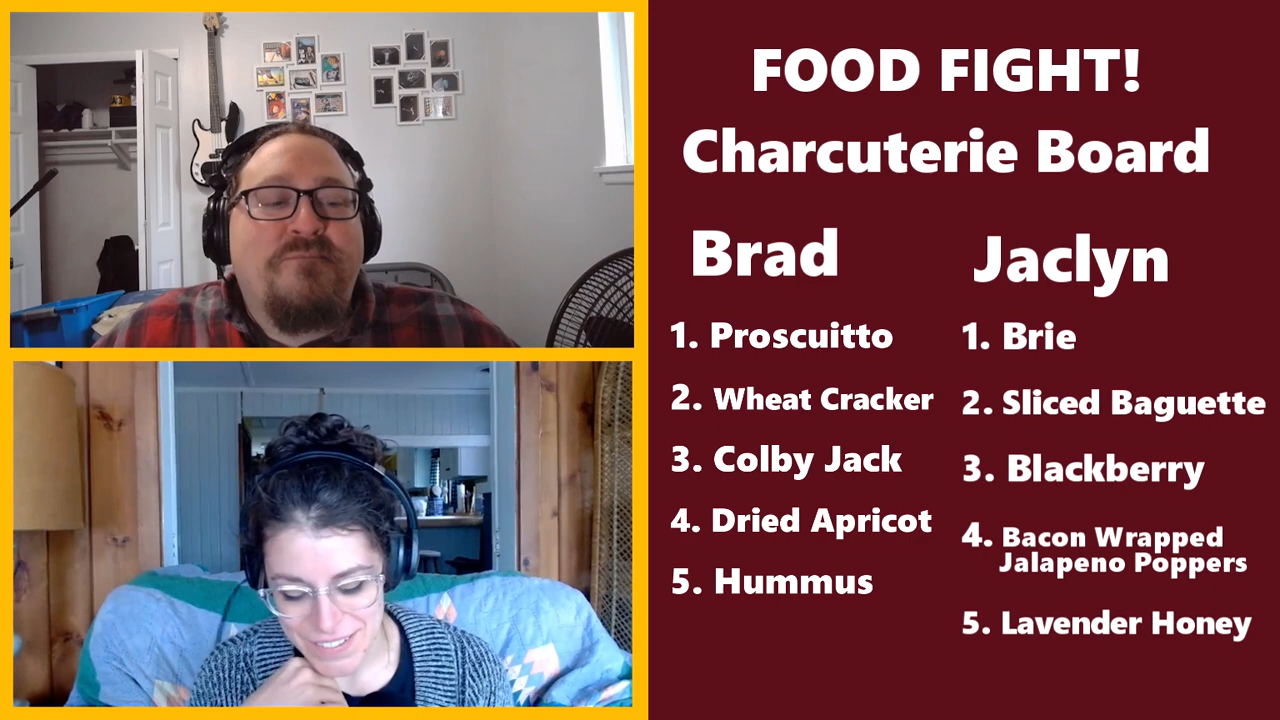 FOOD FIGHT!
Charcuterie Board
Brad
1. Proscuitto
2. Wheat Cracker
3. Colby Jack
4. Dried Apricot
5. Hummus
Jaclyn
1. Brie
2. Sliced Baguette
3. Blackberry
4. Bacon Wrapped
Jalapeno Poppers
5. Lavender Honey